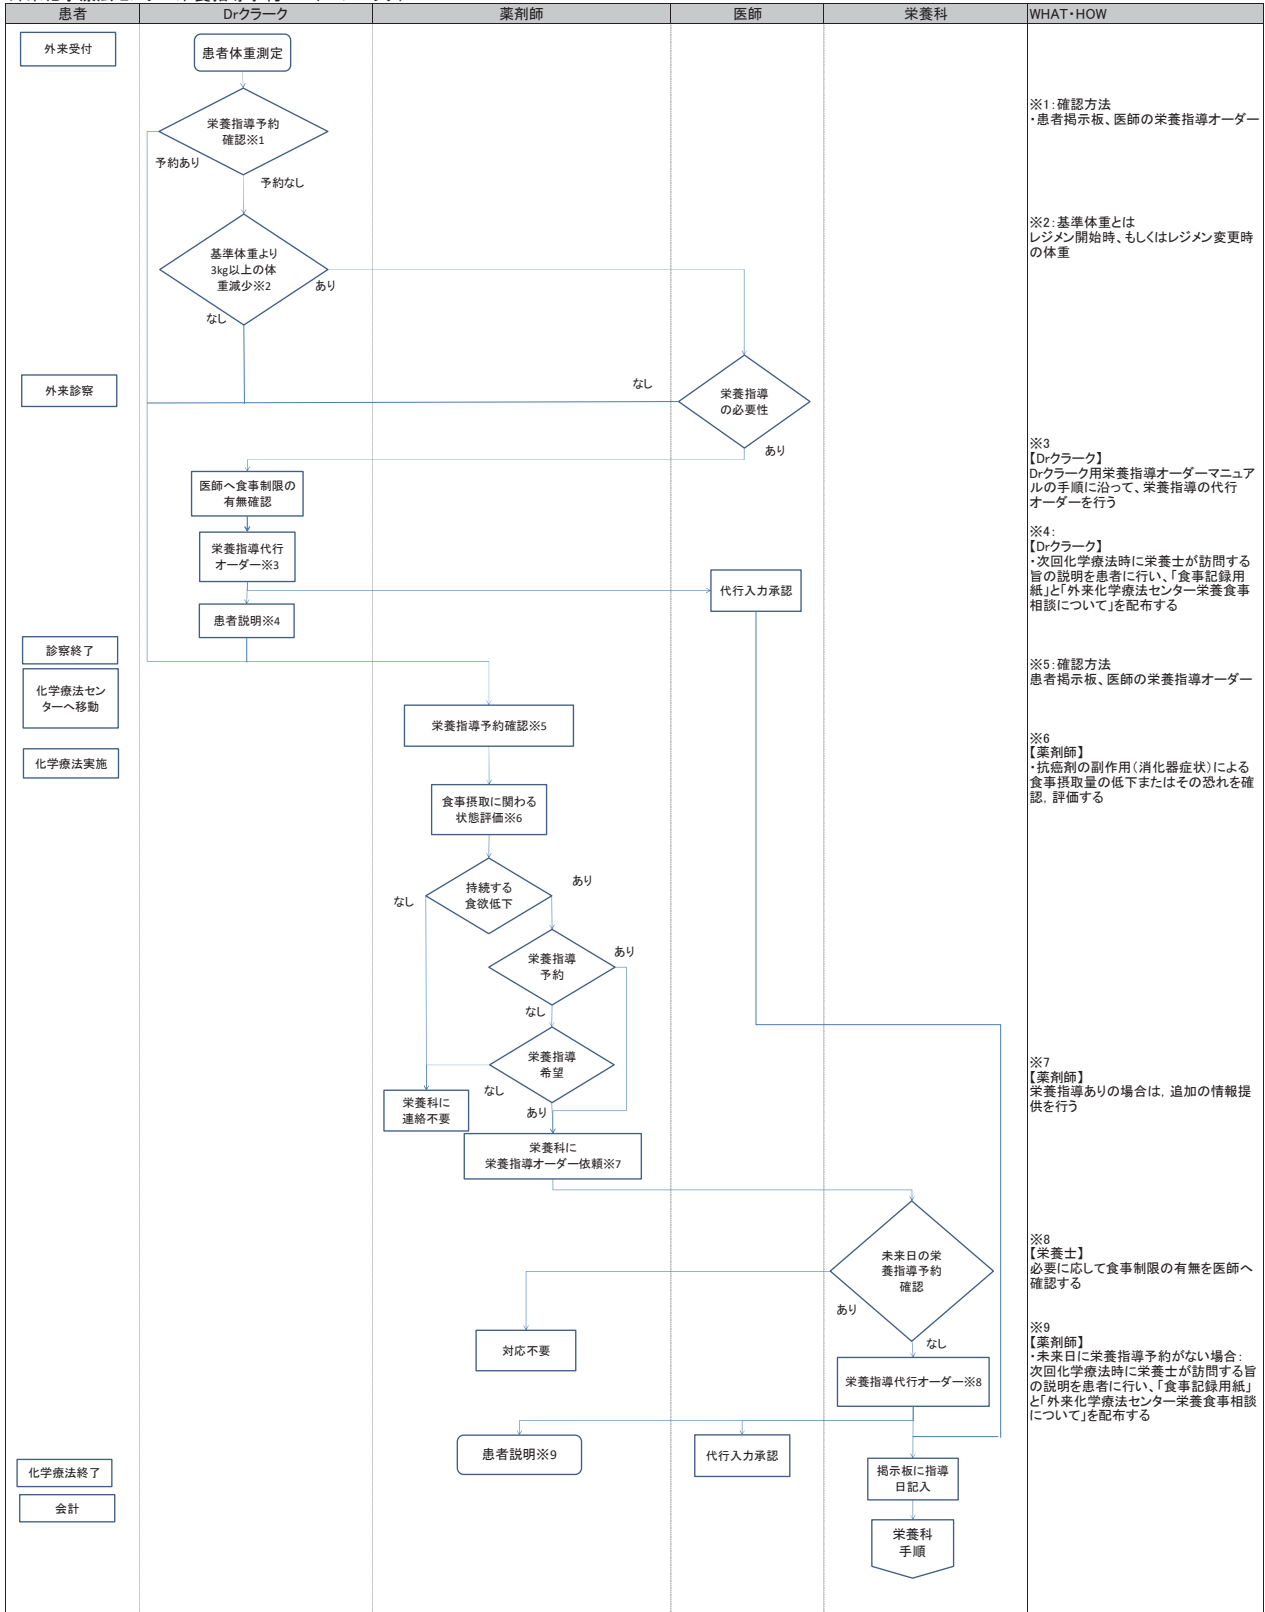 患者
Drクラーク
薬剤師
医師
栄養科
WHAT・HOW
外来受付
患者体重測定
栄養指導予約
確認※1
予約あり
予約なし
※1:確認方法
・患者掲示板、医師の栄養指導オーダー
基準体重より
3kg以上の体
重減少※2
あり
なし
※2:基準体重とは
レジメン開始時、もしくはレジメン変更時
の体重
外来診察
なし
栄養指導
の必要性
あり
医師へ食事制限の
有無確認
※3
【Drクラーク】
Drクラーク用栄養指導オーダーマニュア
ルの手順に沿って、栄養指導の代行
オーダーを行う
栄養指導代行
オーダー※3
代行入力承認
※4:
【Drクラーク】
・次回化学療法時に栄養士が訪問する
旨の説明を患者に行い、「食事記録用
紙」と「外来化学療法センター栄養食事
相談について」を配布する
患者説明※4
診察終了
化学療法セン
ターへ移動
※5:確認方法
患者掲示板、医師の栄養指導オーダー
栄養指導予約確認※5
化学療法実施
※6
【薬剤師】
・抗癌剤の副作用(消化器症状)による
食事摂取量の低下またはその恐れを確
認，評価する
食事摂取に関わる
状態評価※6
持続する
食欲低下
あり
なし
栄養指導
予約
あり
なし
栄養指導
希望
なし
あり
※7
【薬剤師】
栄養指導ありの場合は，追加の情報提
供を行う
栄養科に
連絡不要
栄養科に
栄養指導オーダー依頼※7
未来日の栄
養指導予約
確認
あり
なし
※8
【栄養士】
必要に応じて食事制限の有無を医師へ
確認する
対応不要
栄養指導代行オーダー※8
※9
【薬剤師】
・未来日に栄養指導予約がない場合:
次回化学療法時に栄養士が訪問する旨
の説明を患者に行い、「食事記録用紙」
と「外来化学療法センター栄養食事相談
について」を配布する
患者説明※9
代行入力承認
化学療法終了
掲示板に指導
日記入
会計
栄養科
手順